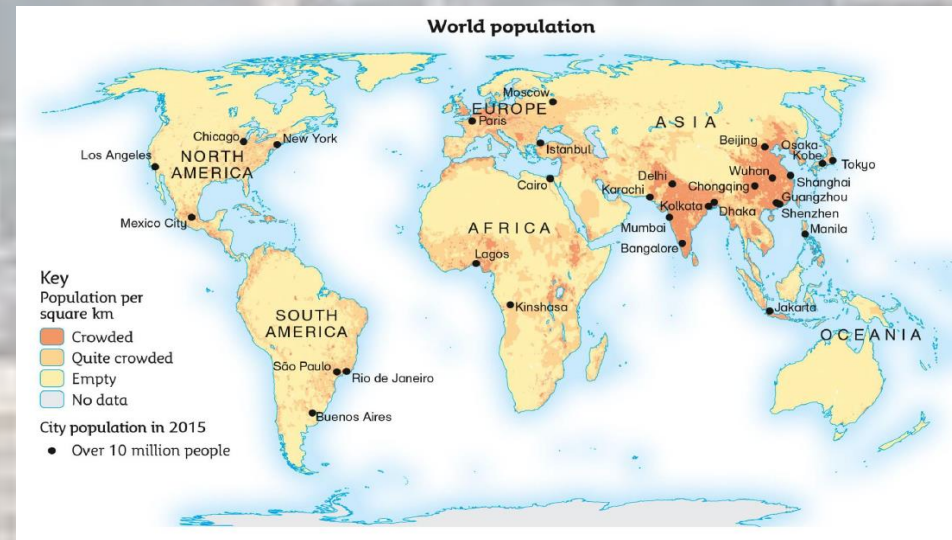 World population
Moscow
EUROPE
Paris
ASIA
Chicago
New York
Istanbul
Beijing
Osaka-
Kobe
Tokyo
Los Angeles
NORTH
AMERICA
Cairo
Delhi
Wuhan
Karachi
Chongqing
Shanghai
Guangzhou
Kolkata
Dhaka
Shenzhen
Mexico City
AFRICA
Mumbai
Manila
Bangalore
Lagos
Key
Population per
square km
Crowded
Quite crowded
Empty
No data
SOUTH
AMERICA
Kinshasa
Jakarta
OCEANIA
São Paulo
Rio de Janeiro
Buenos Aires
City population in 2015
Over 10 million people